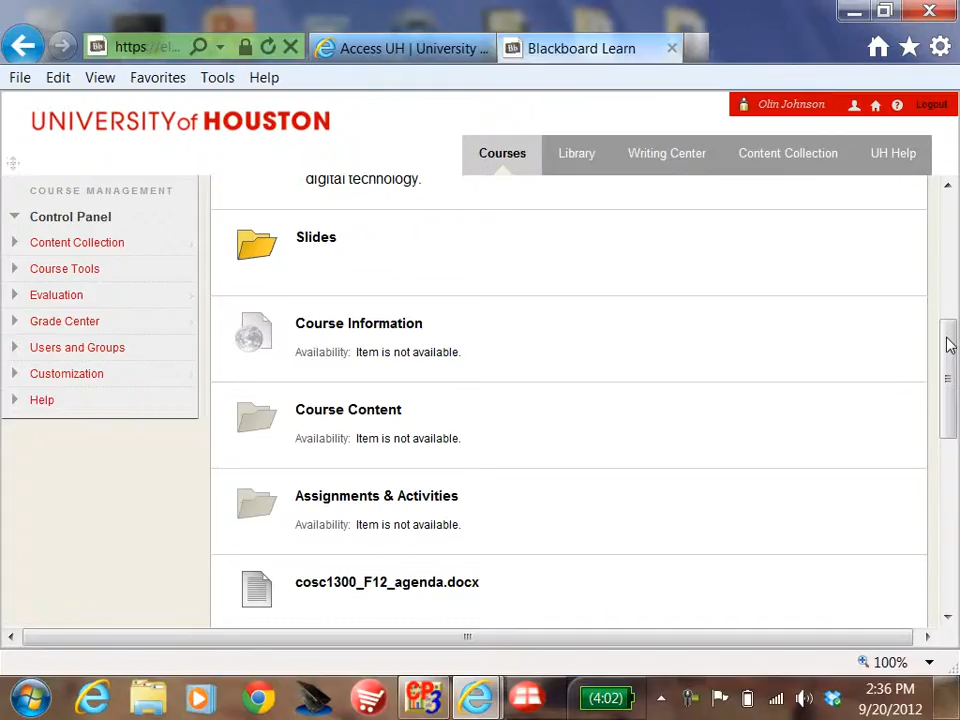 https://el...
Access UH | University ...
Blackboard Learn
File Edit View Favorites Tools Help
UNIVERSITYof HOUSTON
Olin Johnson
Logout
Courses Library Writing Center Content Collection UH Help
COURSE MANAGEMENT
Control Panel
Content Collection
Course Tools
Evaluation
Grade Center
Users and Groups
Customization
Help
digital technology.
Slides
Course Information
Availability: Item is not available.
Course Content
Availability: Item is not available.
Assignments & Activities
Availability: Item is not available.
cosc1300_F12_agenda.docx
100%
(4:02)
2:36 PM
9/20/2012